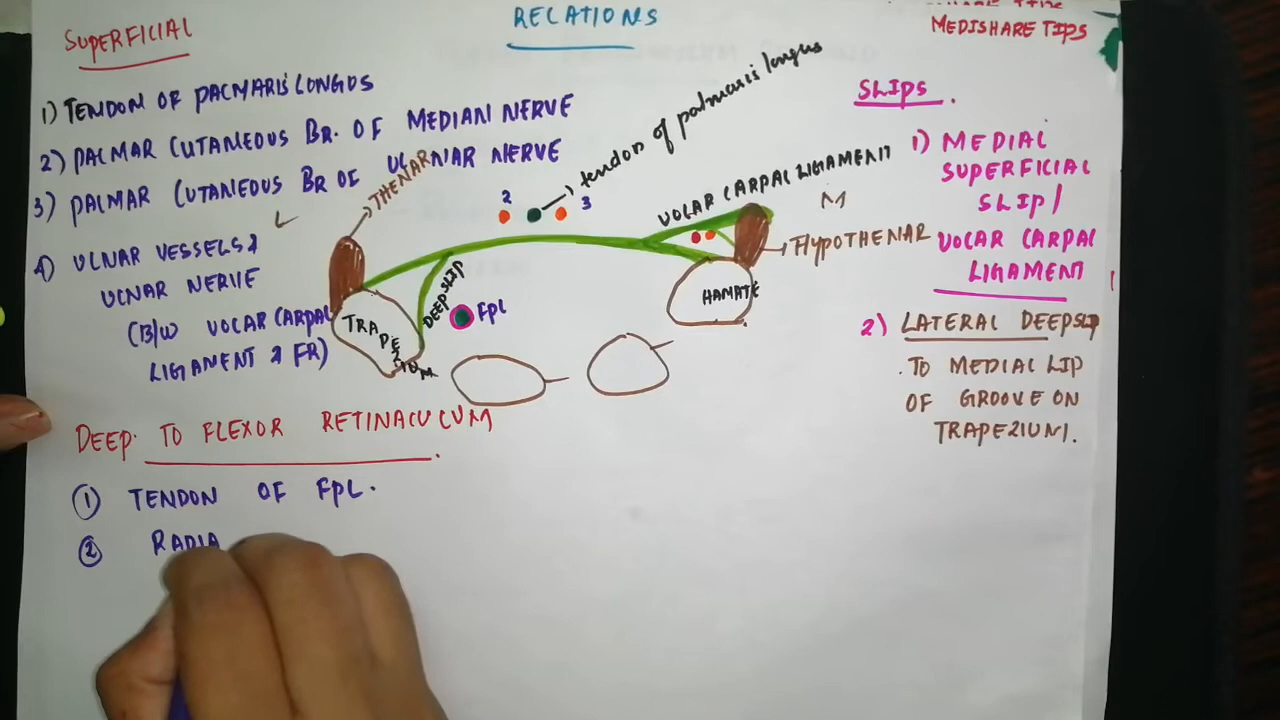 RELATIONS
MEDISHARE TIPS
SUPERFICIAL
1) TENDON OF PALMARIS LONGUS
2) PALMAR CUTANEOUS BR. OF MEDIAN NERVE
3) PALMAR CUTANEOUS BR OF ULNAR NERVE
4) ULNAR VESSELS &
ULNAR NERVE
(B/W VOLAR CARPAL
LIGAMENT & FR)
THENAR
2
3
tendon of palmaris longus
VOLAR CARPAL LIGAMENT
M
HYPOTHENAR
HAMATE
DEEP SLIP
FPL
TRAPEZIUM
SLIPS.
1) MEDIAL
SUPERFICIAL
SLIP/
VOLAR CARPAL
LIGAMENT
2) LATERAL DEEP SLIP
TO MEDIAL LIP
OF GROOVE ON
TRAPEZIUM.
DEEP TO FLEXOR RETINACULUM.
1 TENDON OF FPL.
2 RADIA